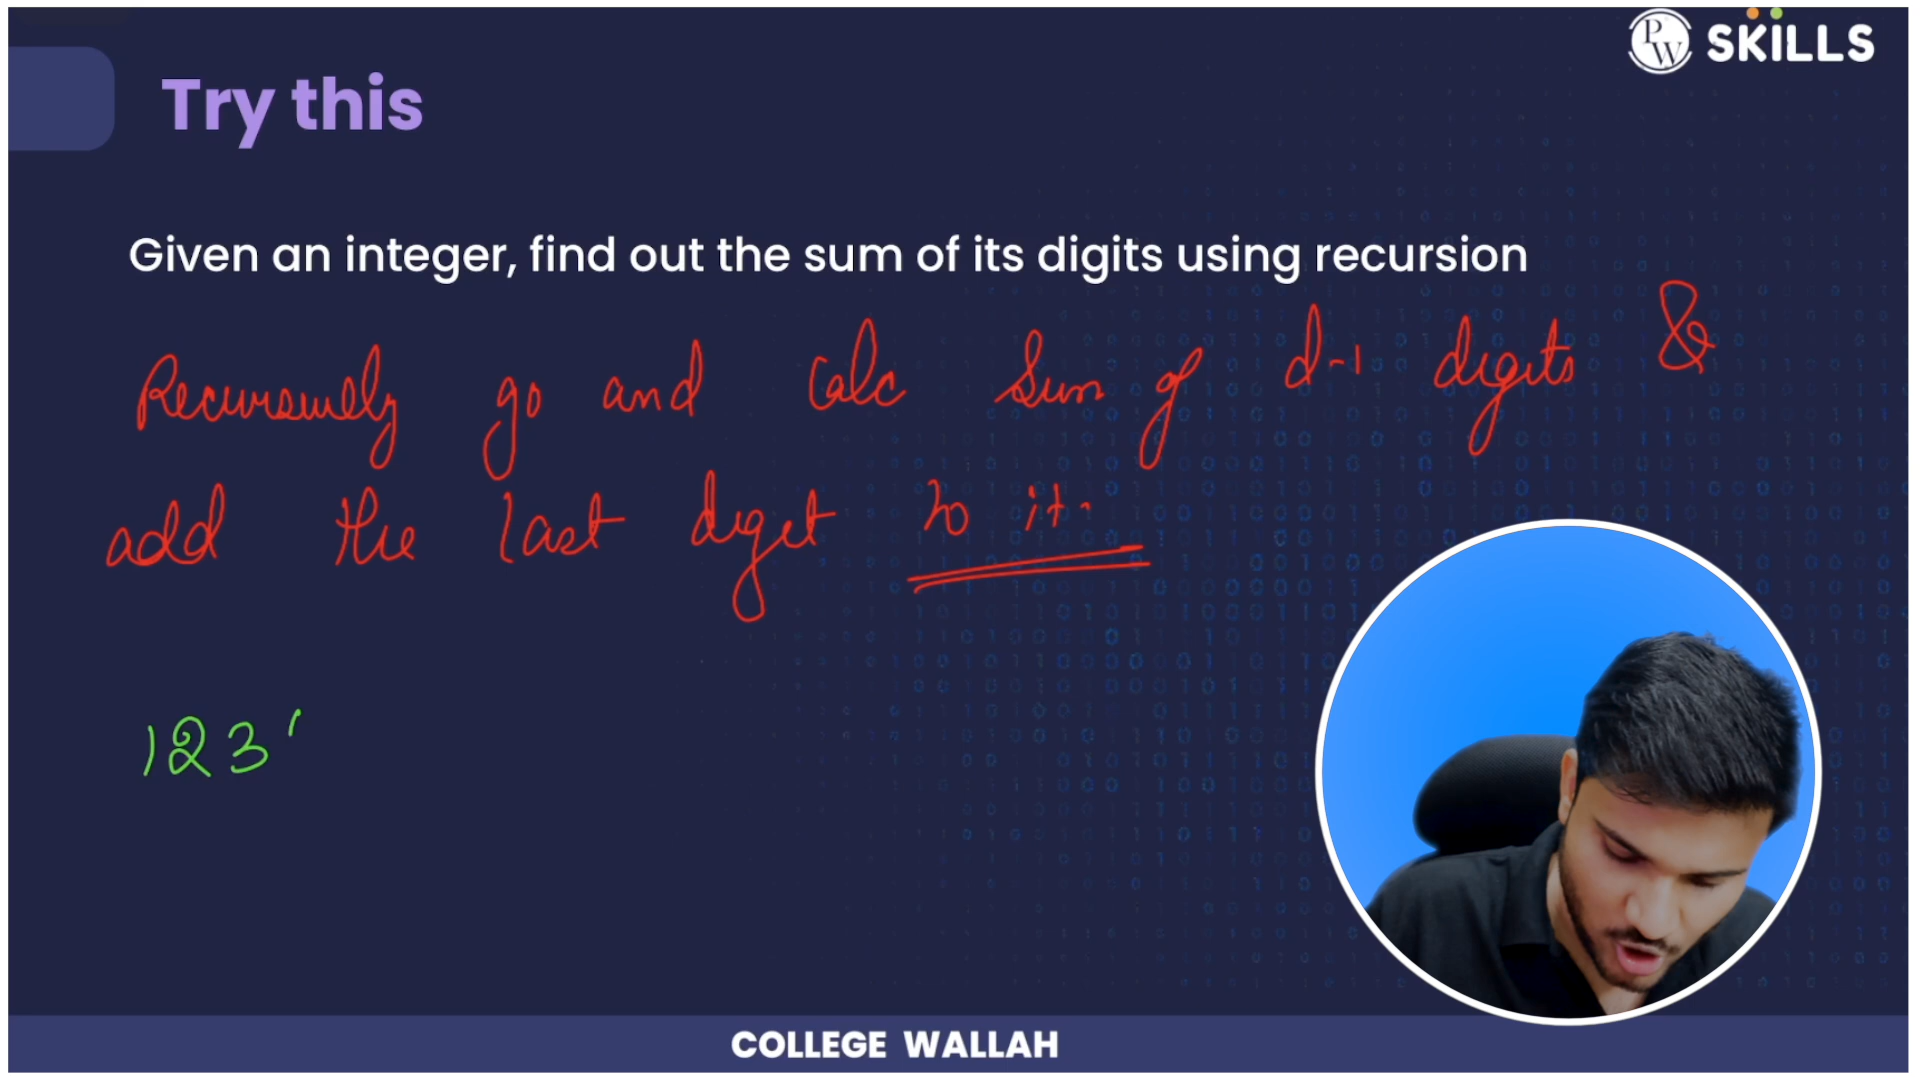 PW SKILLS
Try this
Given an integer, find out the sum of its digits using recursion
Recursively go and calc sum of d-1 digits &
add the last digit to it.
123
COLLEGE WALLAH